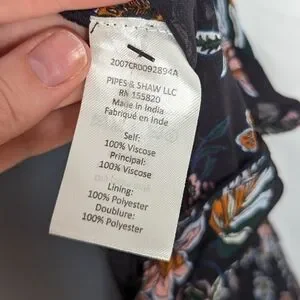 2007CR0092894A
PIPES & SHAW LLC
RN 155820
Made in India
Fabriqué en Inde
Self:
100% Viscose
Principal:
100% Viscose
Lining:
100% Polyester
Doublure:
100% Polyester